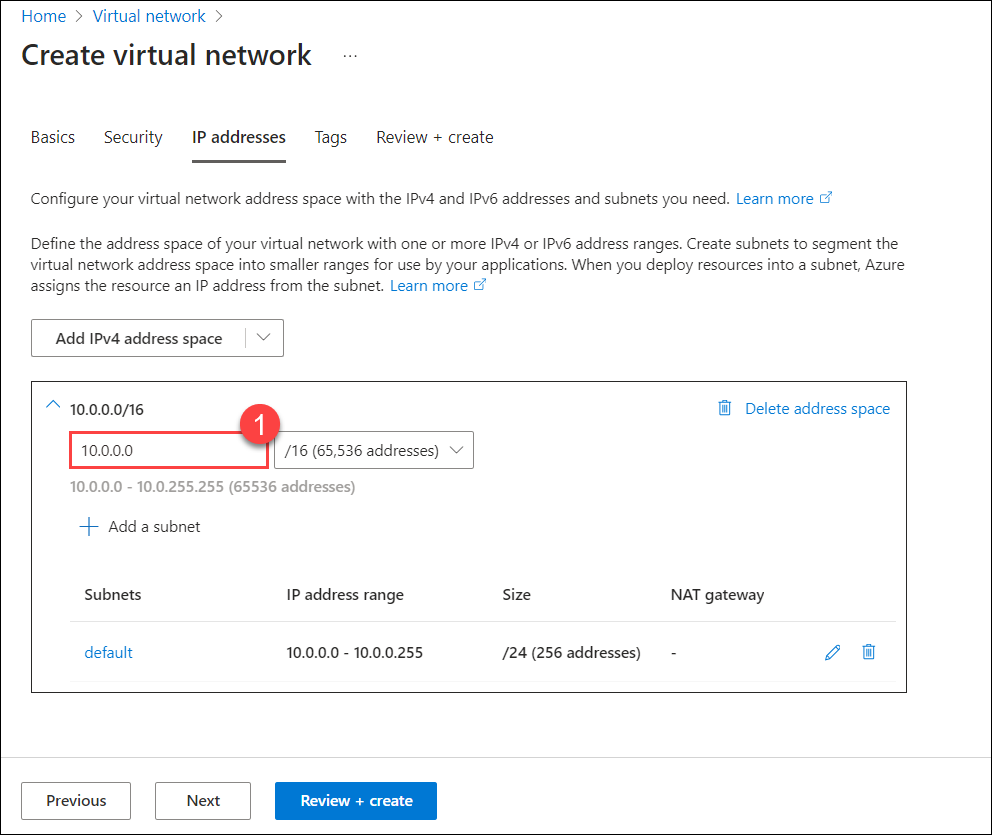 Home > Virtual network >
Create virtual network ...
Basics Security IP addresses Tags Review + create
Configure your virtual network address space with the IPv4 and IPv6 addresses and subnets you need. Learn more
Define the address space of your virtual network with one or more IPv4 or IPv6 address ranges. Create subnets to segment the
virtual network address space into smaller ranges for use by your applications. When you deploy resources into a subnet, Azure
assigns the resource an IP address from the subnet. Learn more
Add IPv4 address space
10.0.0.0/16 Delete address space
1
10.0.0.0 /16 (65,536 addresses)
10.0.0.0 - 10.0.255.255 (65536 addresses)
Add a subnet
Subnets IP address range Size NAT gateway
default 10.0.0.0 - 10.0.0.255 /24 (256 addresses) -
Previous Next Review + create